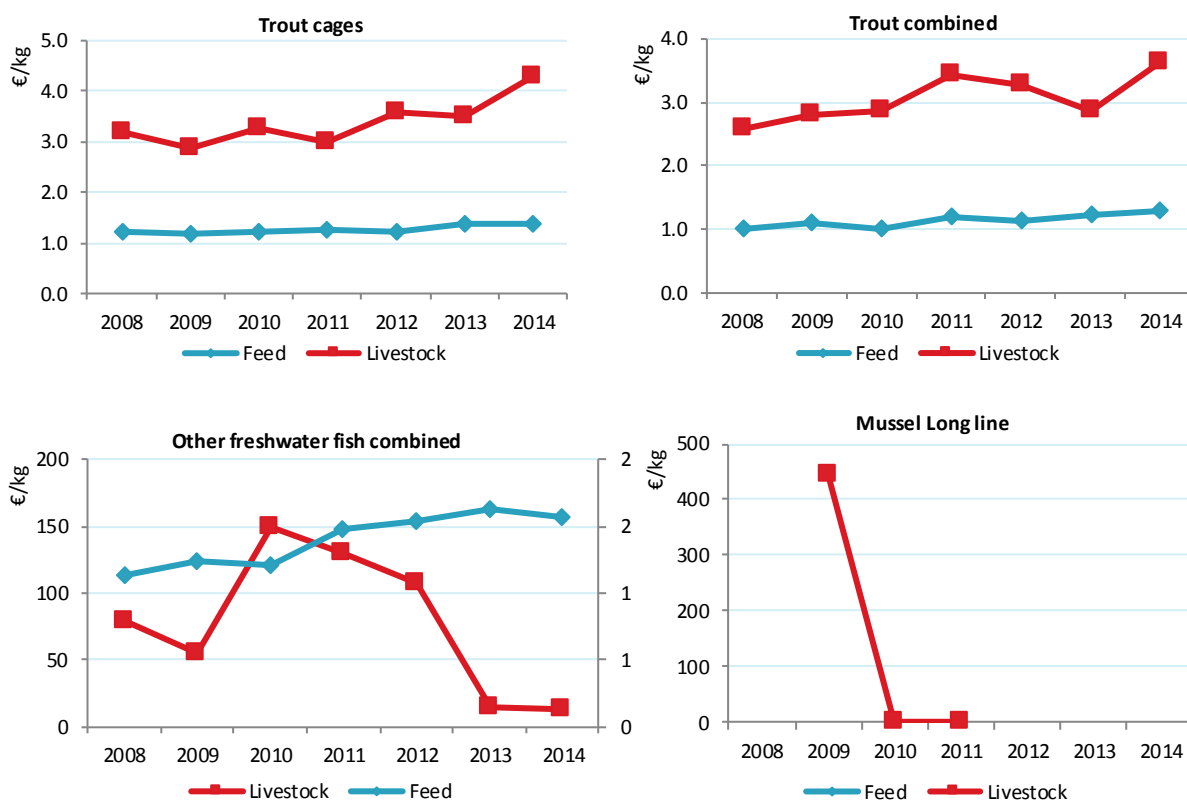 Trout cages
€/kg
5.0
4.0
3.0
2.0
1.0
0.0
2008 2009 2010 2011 2012 2013 2014
Feed Livestock
Trout combined
€/kg
4.0
3.0
2.0
1.0
0.0
2008 2009 2010 2011 2012 2013 2014
Feed Livestock
Other freshwater fish combined
€/kg
200 2
150 2
100 1
50 1
0 0
2008 2009 2010 2011 2012 2013 2014
Livestock Feed
Mussel Long line
€/kg
500
400
300
200
100
0
2008 2009 2010 2011 2012 2013 2014
Feed Livestock